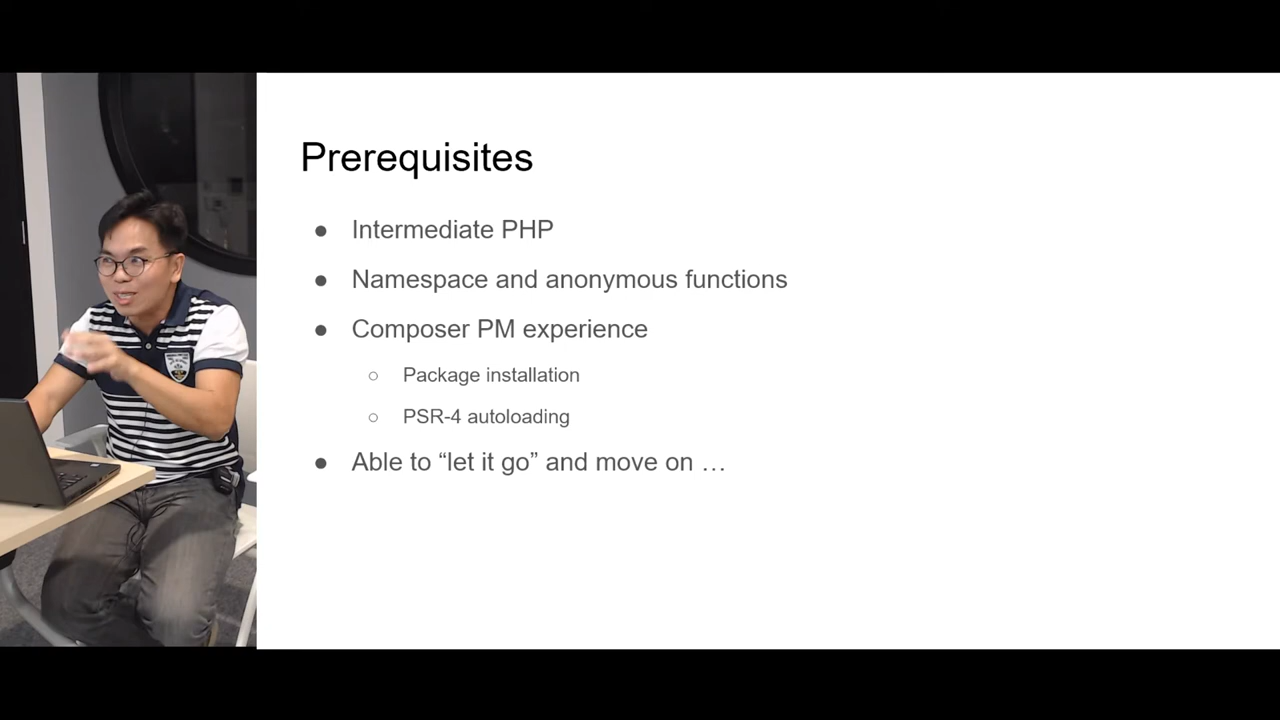 Prerequisites
● Intermediate PHP
● Namespace and anonymous functions
● Composer PM experience
○ Package installation
○ PSR-4 autoloading
● Able to “let it go” and move on …